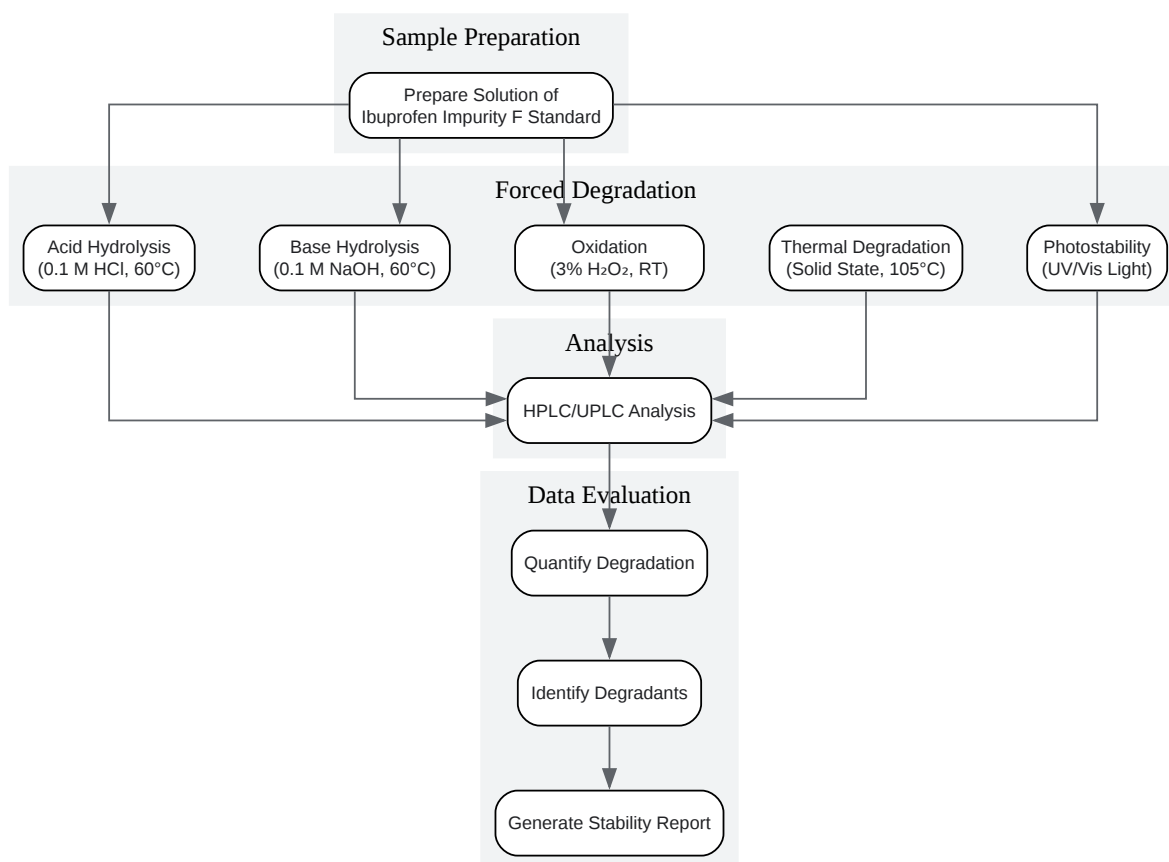 Sample Preparation
Prepare Solution of
Ibuprofen Impurity F Standard
Forced Degradation
Acid Hydrolysis
(0.1 M HCl, 60°C)
Base Hydrolysis
(0.1 M NaOH, 60°C)
Oxidation
(3% H₂O₂, RT)
Thermal Degradation
(Solid State, 105°C)
Photostability
(UV/Vis Light)
Analysis
HPLC/UPLC Analysis
Data Evaluation
Quantify Degradation
Identify Degradants
Generate Stability Report